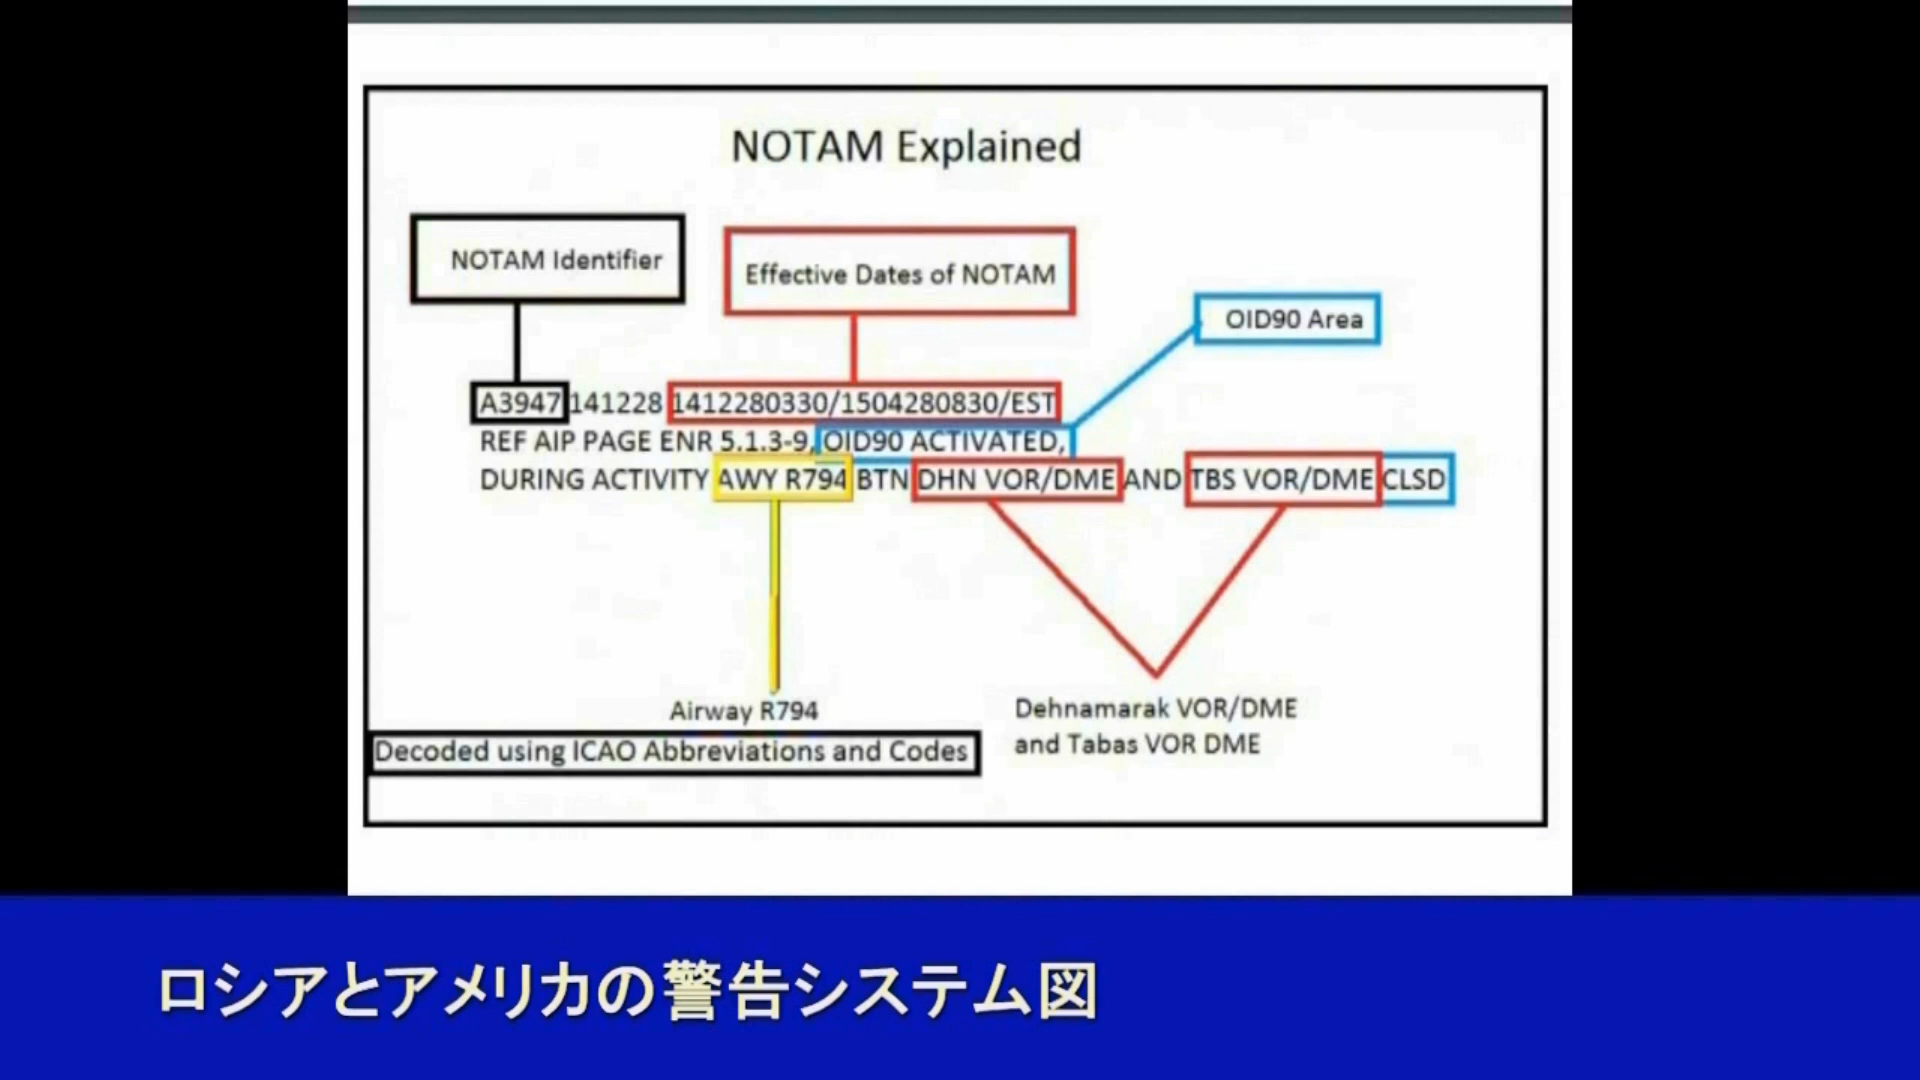 NOTAM Explained
NOTAM Identifier
Effective Dates of NOTAM
OID90 Area
A3947 141228 1412280330/1504280830/EST
REF AIP PAGE ENR 5.1.3-9, OID90 ACTIVATED,
DURING ACTIVITY AWY R794 BTN DHN VOR/DME AND TBS VOR/DME CLSD
Airway R794
Dehnamarak VOR/DME
and Tabas VOR DME
Decoded using ICAO Abbreviations and Codes
ロシアとアメリカの警告システム図